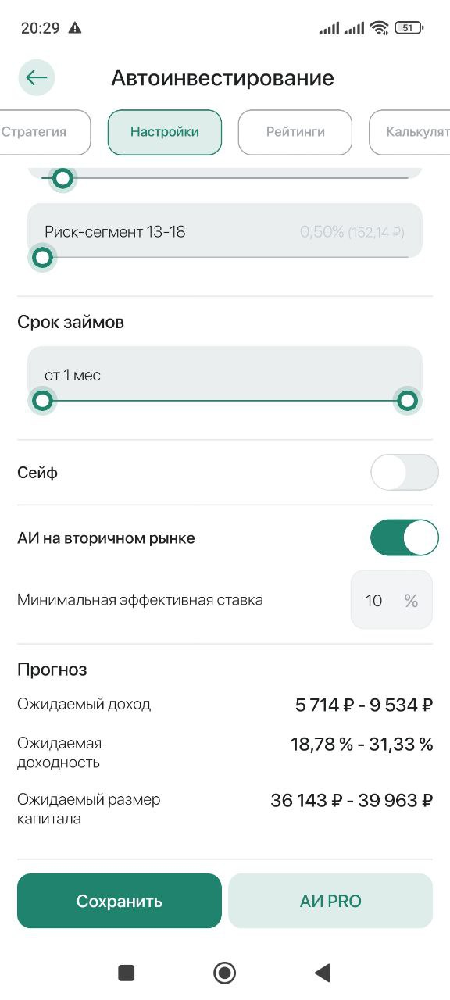 20:29
51
Автоинвестирование
Стратегия
Настройки
Рейтинги
Калькулят
Риск-сегмент 13-18
0,50% (152,14 ₽)
Срок займов
от 1 мес
Сейф
АИ на вторичном рынке
Минимальная эффективная ставка
10 %
Прогноз
Ожидаемый доход
5 714 ₽ - 9 534 ₽
Ожидаемая
доходность
18,78 % - 31,33 %
Ожидаемый размер
капитала
36 143 ₽ - 39 963 ₽
Сохранить
АИ PRO